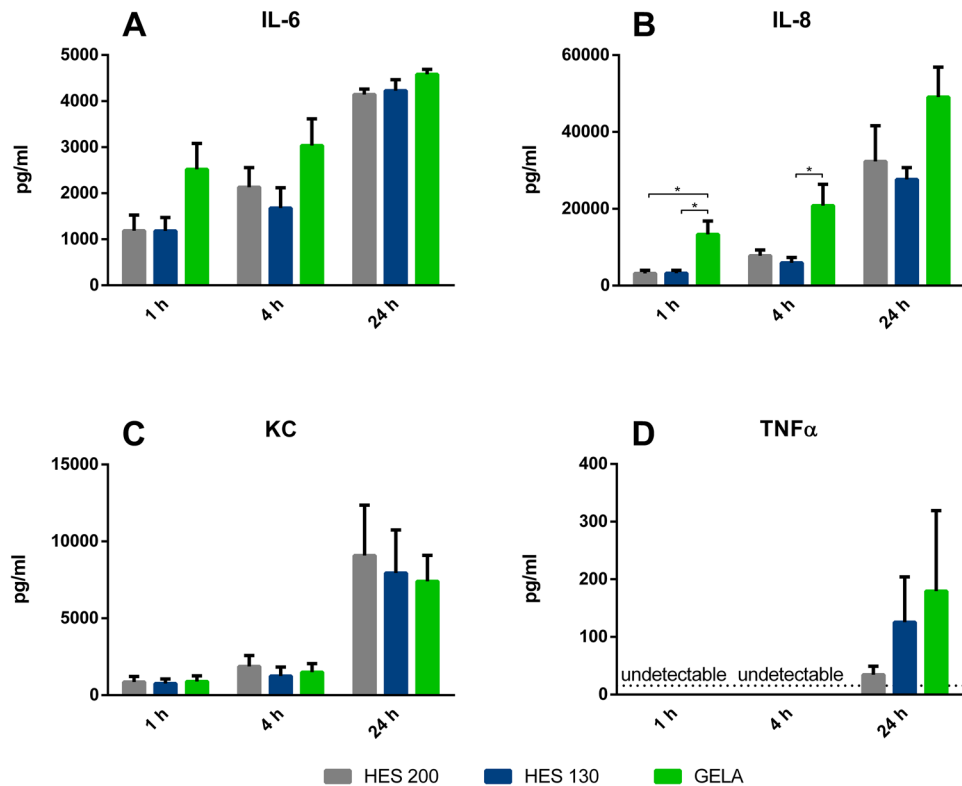 A
IL-6
pg/ml
5000
4000
3000
2000
1000
0
1 h
4 h
24 h
B
IL-8
pg/ml
60000
40000
20000
0
*
*
*
1 h
4 h
24 h
C
KC
pg/ml
15000
10000
5000
0
1 h
4 h
24 h
D
TNFα
pg/ml
400
300
200
100
0
undetectable undetectable
1 h
4 h
24 h
HES 200 HES 130 GELA